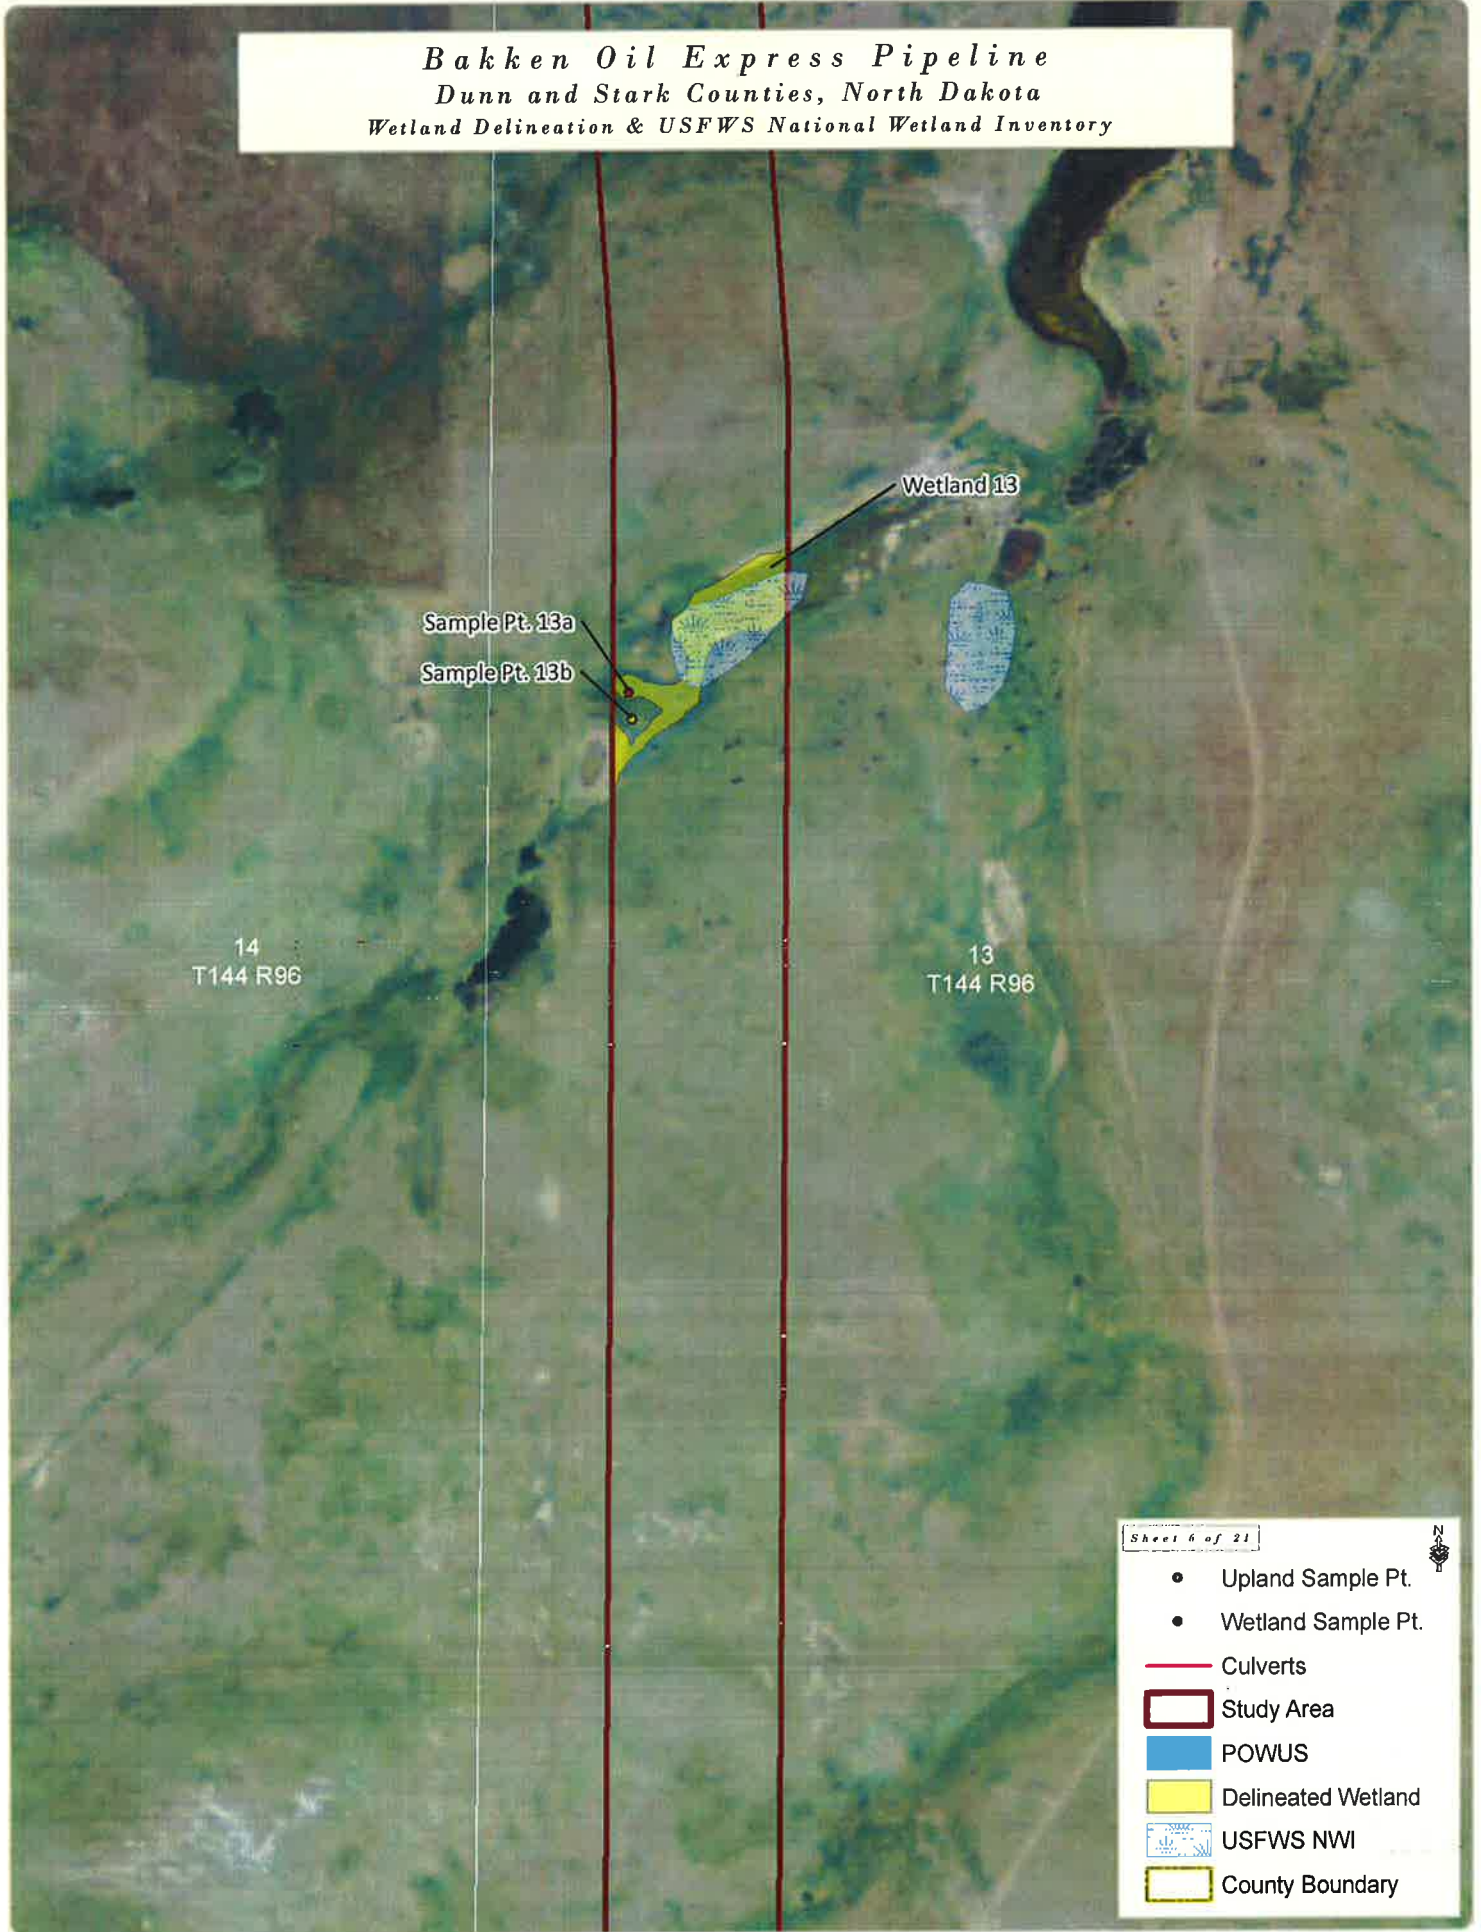 Bakken Oil Express Pipeline
Dunn and Stark Counties, North Dakota
Wetland Delineation & USFWS National Wetland Inventory
Wetland 13
Sample Pt. 13a
Sample Pt. 13b
14
T144 R96
13
T144 R96
Sheet 6 of 21
N
Upland Sample Pt.
Wetland Sample Pt.
Culverts
Study Area
POWUS
Delineated Wetland
USFWS NWI
County Boundary